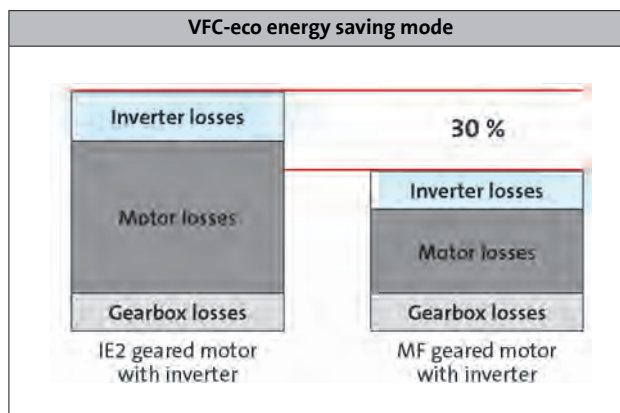 VFC-eco energy saving mode
Inverter losses
30 %
Inverter losses
Motor losses
Motor losses
Gearbox losses
Gearbox losses
IE2 geared motor
with inverter
MF geared motor
with inverter